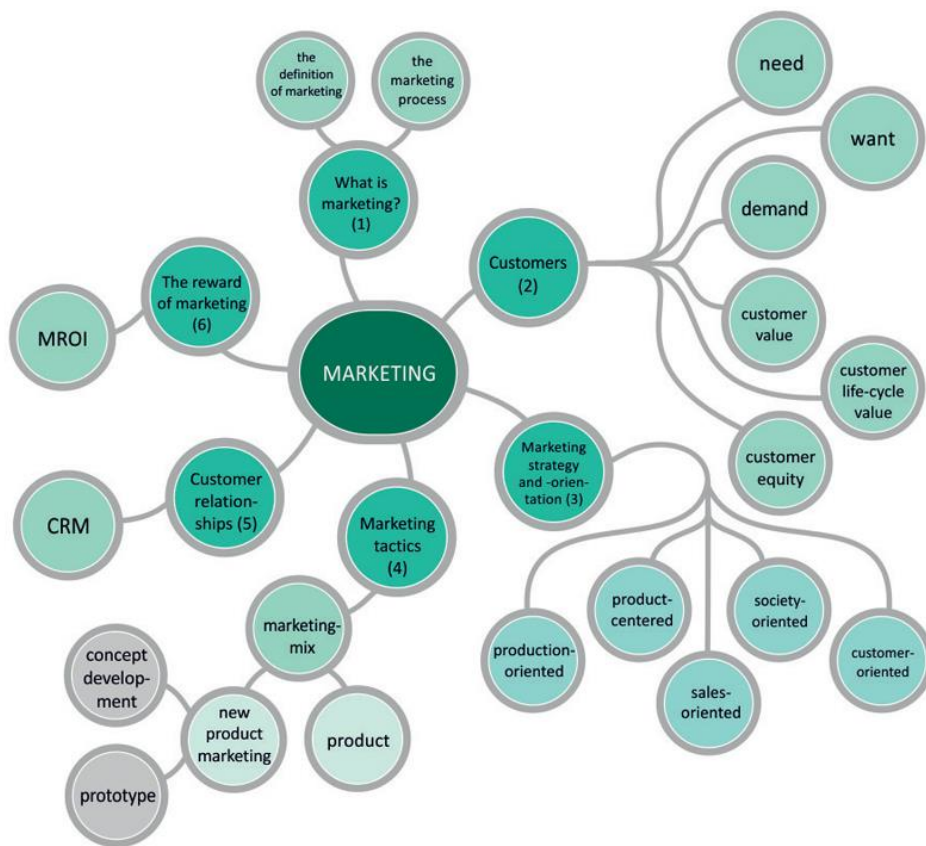 the
definition
of marketing
the
marketing
process
What is
marketing?
(1)
need
want
demand
customer
value
customer
life-cycle
value
customer
equity
Customers
(2)
The reward
of marketing
(6)
MROI
MARKETING
Marketing
strategy
and -orien-
tation (3)
Customer
relation-
ships (5)
CRM
Marketing
tactics
(4)
marketing-
mix
concept
develop-
ment
new
product
marketing
product
prototype
production-
oriented
product-
centered
sales-
oriented
society-
oriented
customer-
oriented